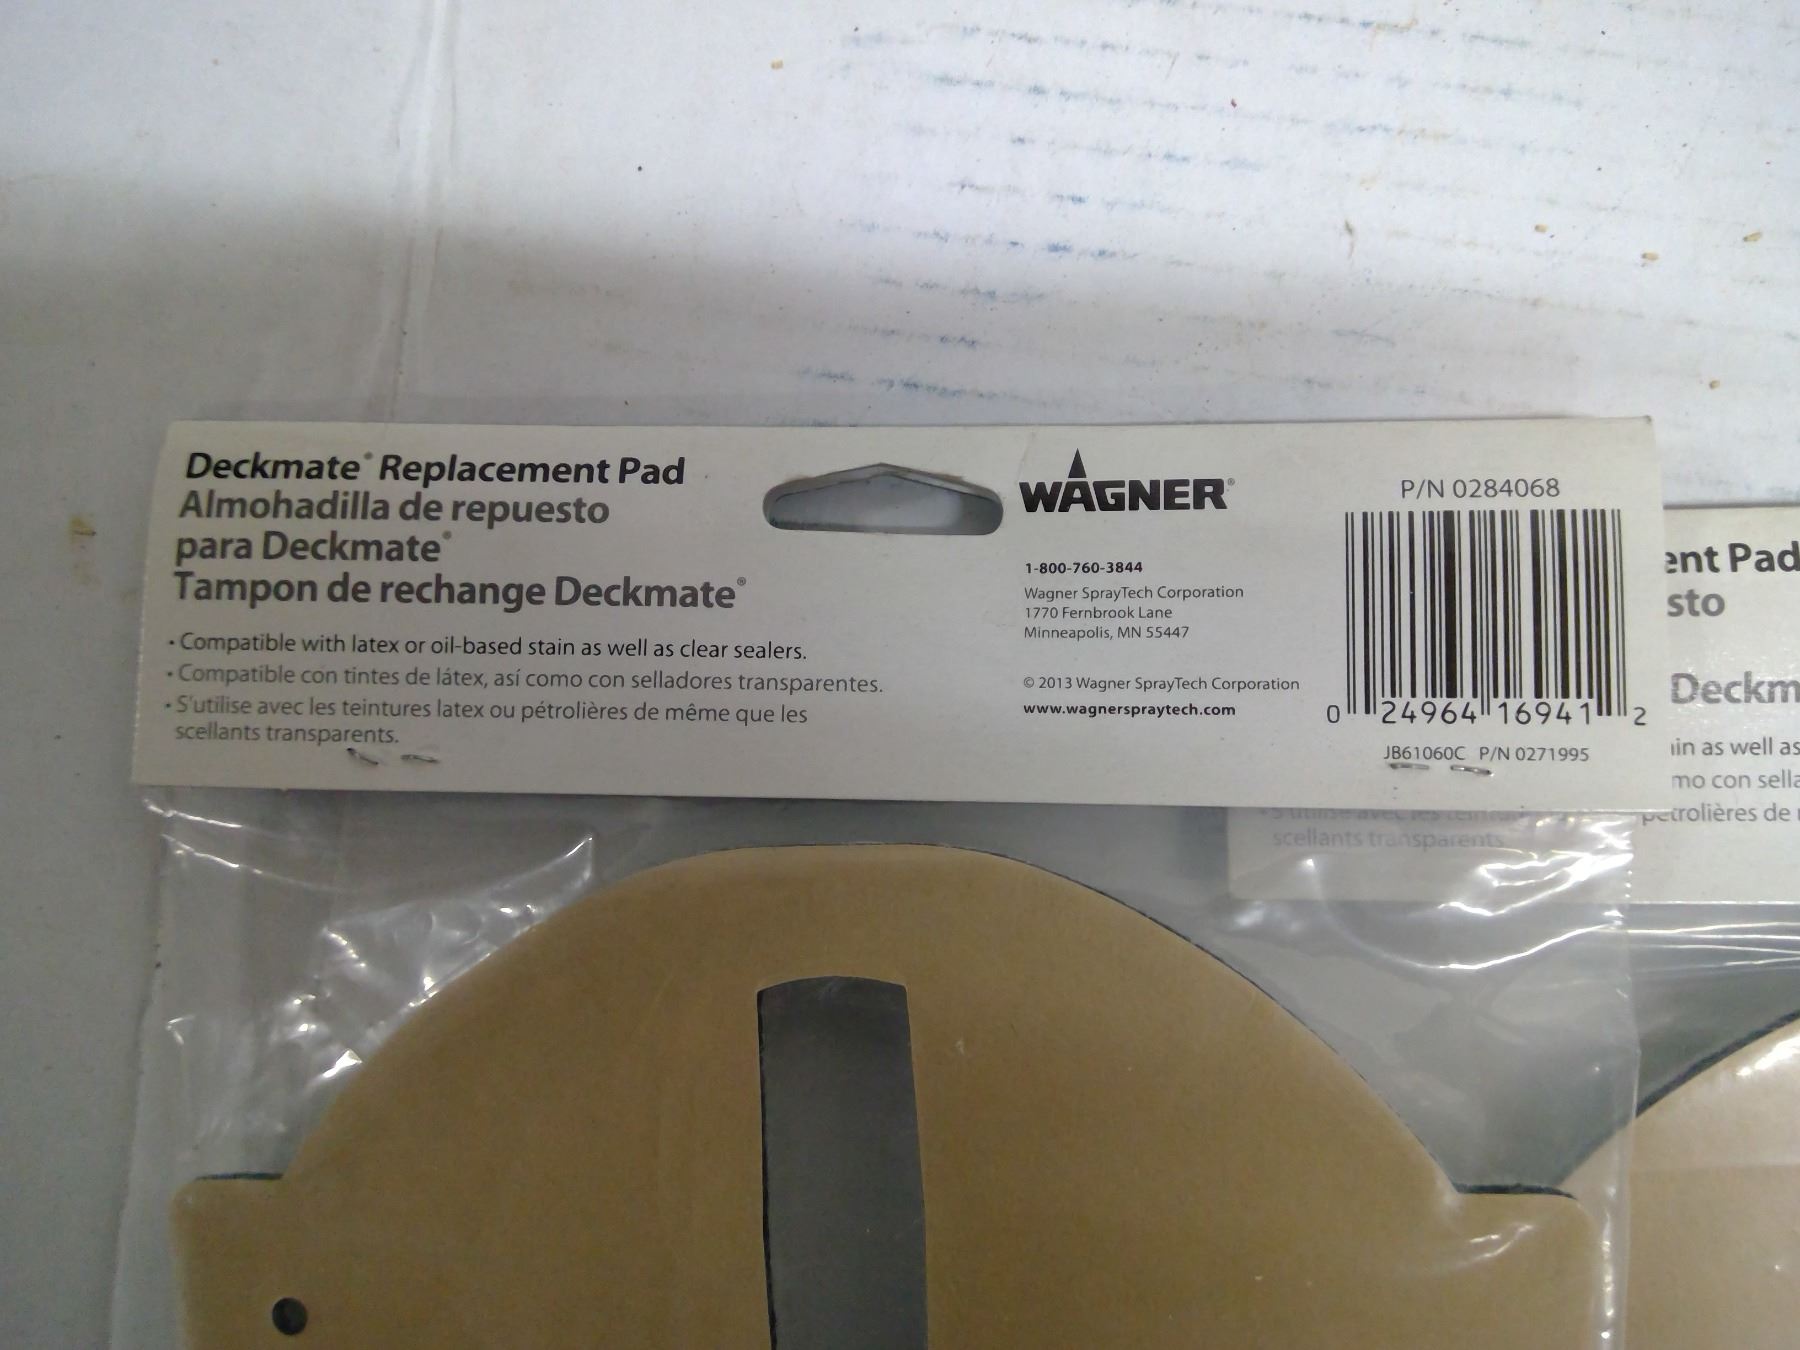 Deckmate® Replacement Pad
Almohadilla de repuesto
para Deckmate®
Tampon de rechange Deckmate®
• Compatible with latex or oil-based stain as well as clear sealers.
• Compatible con tintes de látex, así como con selladores transparentes.
• S'utilise avec les teintures latex ou pétrolières de même que les
scellants transparents.
WAGNER®
1-800-760-3844
Wagner SprayTech Corporation
1770 Fernbrook Lane
Minneapolis, MN 55447
© 2013 Wagner SprayTech Corporation
www.wagnerspraytech.com
P/N 0284068
0 24964 16941 2
JB61060C P/N 0271995
ent Pad
sto
Deckm
in as well as
mo con sella
pétrolières de
scellants transparents.